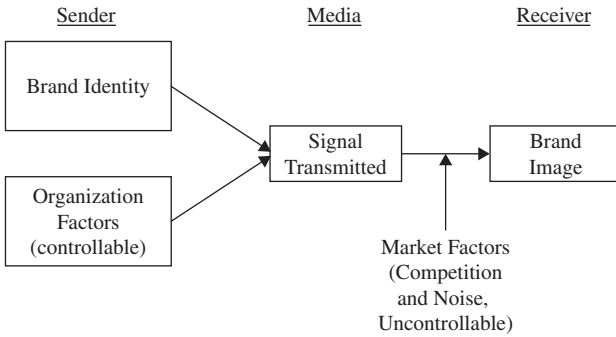 Sender
Media
Receiver
Brand Identity
Organization
Factors
(controllable)
Signal
Transmitted
Brand
Image
Market Factors
(Competition
and Noise,
Uncontrollable)